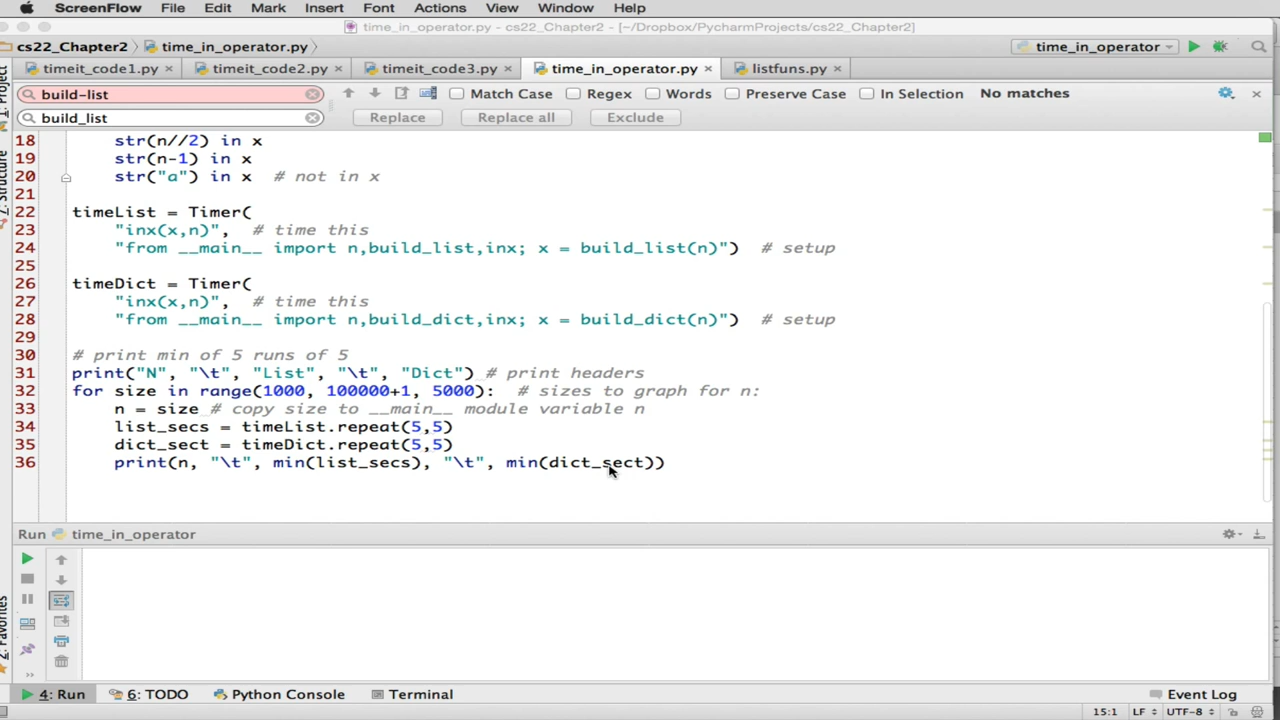 ScreenFlow File Edit Mark Insert Font Actions View Window Help
time_in_operator.py - cs22_Chapter2 - [~/Dropbox/PycharmProjects/cs22_Chapter2]
cs22_Chapter2 time_in_operator.py time_in_operator
timeit_code1.py timeit_code2.py timeit_code3.py time_in_operator.py listfuns.py
build-list Match Case Regex Words Preserve Case In Selection No matches
build_list Replace Replace all Exclude
1: Project
Z: Structure
18 str(n//2) in x
19 str(n-1) in x
20 str("a") in x # not in x
21
22 timeList = Timer(
23 "inx(x,n)", # time this
24 "from __main__ import n,build_list,inx; x = build_list(n)") # setup
25
26 timeDict = Timer(
27 "inx(x,n)", # time this
28 "from __main__ import n,build_dict,inx; x = build_dict(n)") # setup
29
30 # print min of 5 runs of 5
31 print("N", "\t", "List", "\t", "Dict") # print headers
32 for size in range(1000, 100000+1, 5000): # sizes to graph for n:
33 n = size # copy size to __main__ module variable n
34 list_secs = timeList.repeat(5,5)
35 dict_sect = timeDict.repeat(5,5)
36 print(n, "\t", min(list_secs), "\t", min(dict_sect))
Run time_in_operator
2: Favorites
4: Run 6: TODO Python Console Terminal Event Log
15:1 LF UTF-8